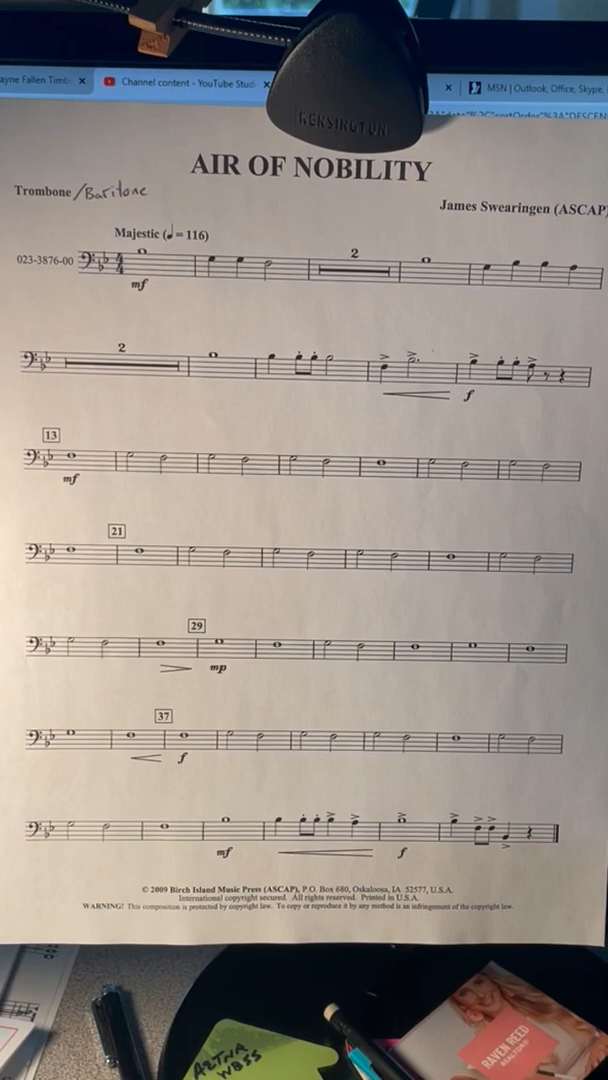 ayne Fallen Timb
Channel content - YouTube Stud
MSN | Outlook, Office, Skype,
KENSINGTON
AIR OF NOBILITY
Trombone /Baritone
James Swearingen (ASCAP)
Majestic (♩ = 116)
023-3876-00
mf
2
2
f
13
mf
21
29
mp
37
f
mf
f
© 2009 Birch Island Music Press (ASCAP), P.O. Box 680, Oskaloosa, IA 52577, U.S.A.
International copyright secured. All rights reserved. Printed in U.S.A.
WARNING! This composition is protected by copyright law. To copy or reproduce it by any method is an infringement of the copyright law.
AETNA
WBSS
RAVEN REED
REALTOR®